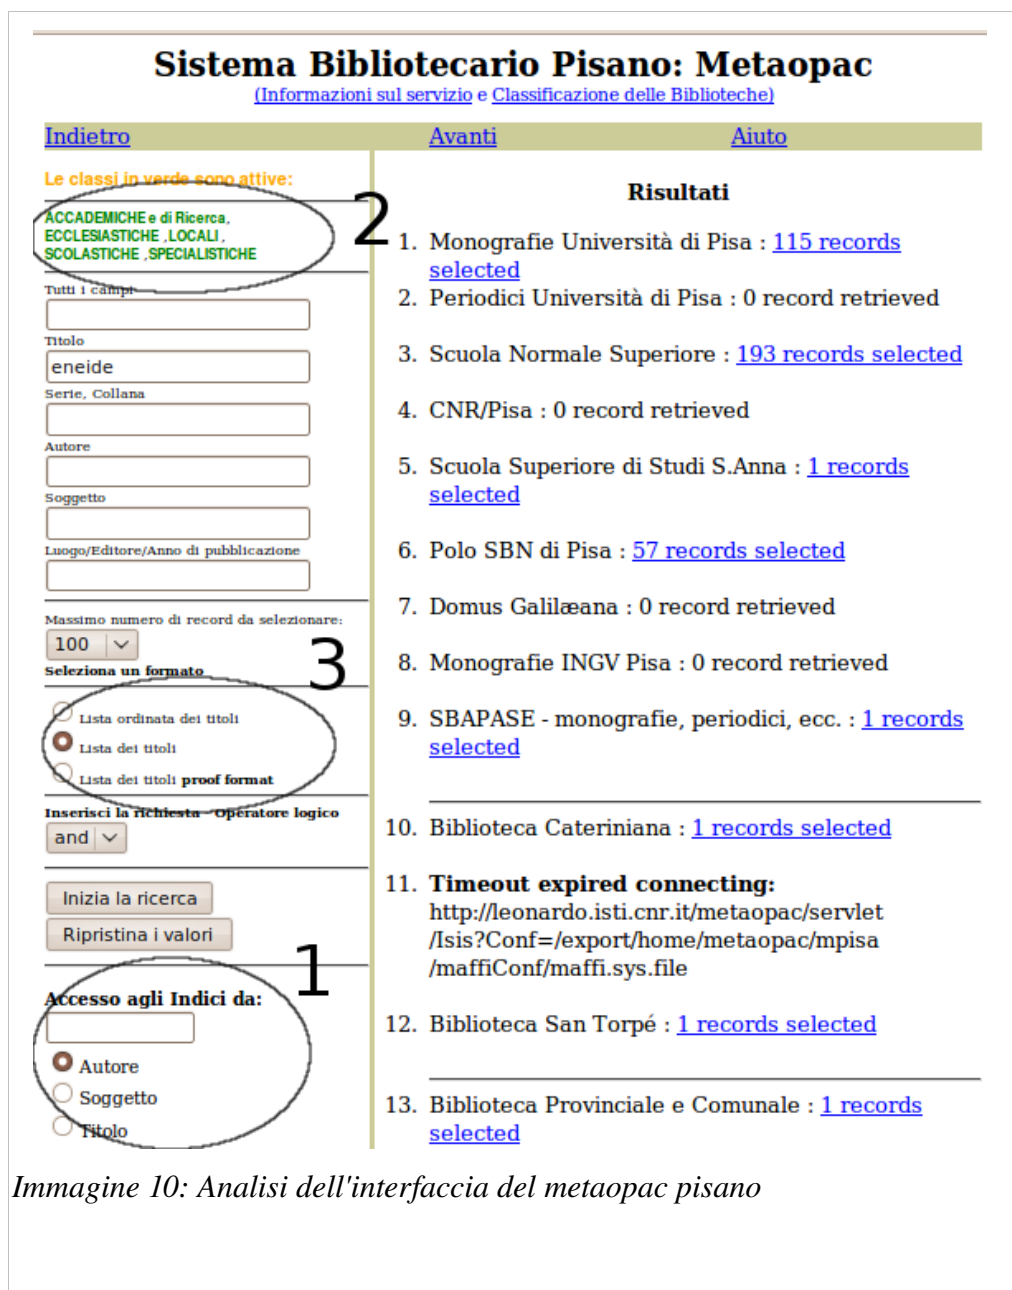 Sistema Bibliotecario Pisano: Metaopac
(Informazioni sul servizio e Classificazione delle Biblioteche)
Indietro Avanti Aiuto
Le classi in verde sono attive:
2
ACCADEMICHE e di Ricerca,
ECCLESIASTICHE ,LOCALI ,
SCOLASTICHE ,SPECIALISTICHE
Tutti i campi
Titolo
eneide
Serie, Collana
Autore
Soggetto
Luogo/Editore/Anno di pubblicazione
Massimo numero di record da selezionare:
100
3
Seleziona un formato
Lista ordinata dei titoli
Lista dei titoli
Lista dei titoli proof format
Inserisci la richiesta - Operatore logico
and
Inizia la ricerca
Ripristina i valori
1
Accesso agli Indici da:
Autore
Soggetto
Titolo
Risultati
1. Monografie Università di Pisa : 115 records
selected
2. Periodici Università di Pisa : 0 record retrieved
3. Scuola Normale Superiore : 193 records selected
4. CNR/Pisa : 0 record retrieved
5. Scuola Superiore di Studi S.Anna : 1 records
selected
6. Polo SBN di Pisa : 57 records selected
7. Domus Galilæana : 0 record retrieved
8. Monografie INGV Pisa : 0 record retrieved
9. SBAPASE - monografie, periodici, ecc. : 1 records
selected
10. Biblioteca Cateriniana : 1 records selected
11. Timeout expired connecting:
http://leonardo.isti.cnr.it/metaopac/servlet
/Isis?Conf=/export/home/metaopac/mpisa
/maffiConf/maffi.sys.file
12. Biblioteca San Torpé : 1 records selected
13. Biblioteca Provinciale e Comunale : 1 records
selected
Immagine 10: Analisi dell'interfaccia del metaopac pisano